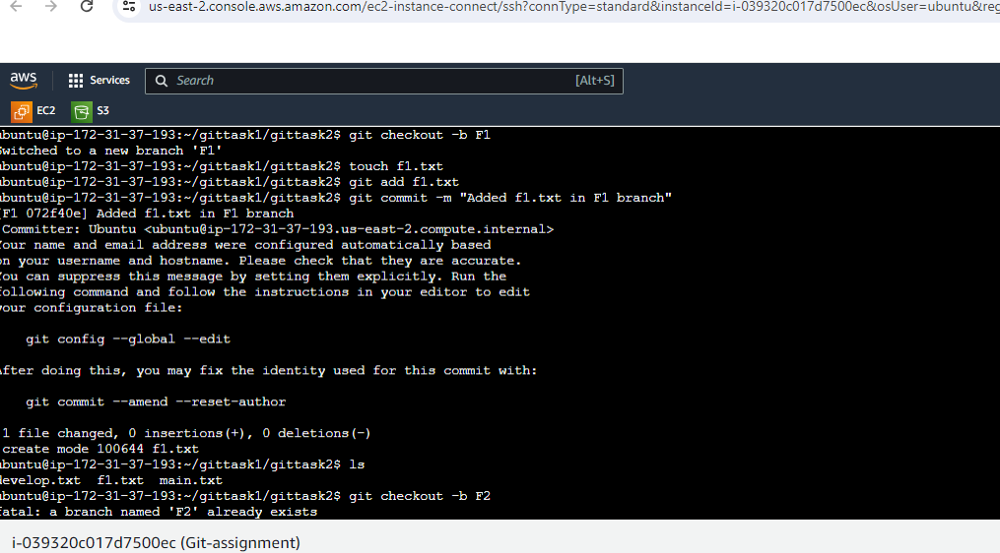 us-east-2.console.aws.amazon.com/ec2-instance-connect/ssh?connType=standard&instanceId=i-039320c017d7500ec&osUser=ubuntu&reg
aws Services Search [Alt+S]
EC2 S3
ubuntu@ip-172-31-37-193:~/gittask1/gittask2$ git checkout -b F1
Switched to a new branch 'F1'
ubuntu@ip-172-31-37-193:~/gittask1/gittask2$ touch f1.txt
ubuntu@ip-172-31-37-193:~/gittask1/gittask2$ git add f1.txt
ubuntu@ip-172-31-37-193:~/gittask1/gittask2$ git commit -m "Added f1.txt in F1 branch"
[F1 072f40e] Added f1.txt in F1 branch
Committer: Ubuntu <ubuntu@ip-172-31-37-193.us-east-2.compute.internal>
Your name and email address were configured automatically based
on your username and hostname. Please check that they are accurate.
You can suppress this message by setting them explicitly. Run the
following command and follow the instructions in your editor to edit
your configuration file:
git config --global --edit
After doing this, you may fix the identity used for this commit with:
git commit --amend --reset-author
1 file changed, 0 insertions(+), 0 deletions(-)
create mode 100644 f1.txt
ubuntu@ip-172-31-37-193:~/gittask1/gittask2$ ls
develop.txt f1.txt main.txt
ubuntu@ip-172-31-37-193:~/gittask1/gittask2$ git checkout -b F2
fatal: a branch named 'F2' already exists
i-039320c017d7500ec (Git-assignment)